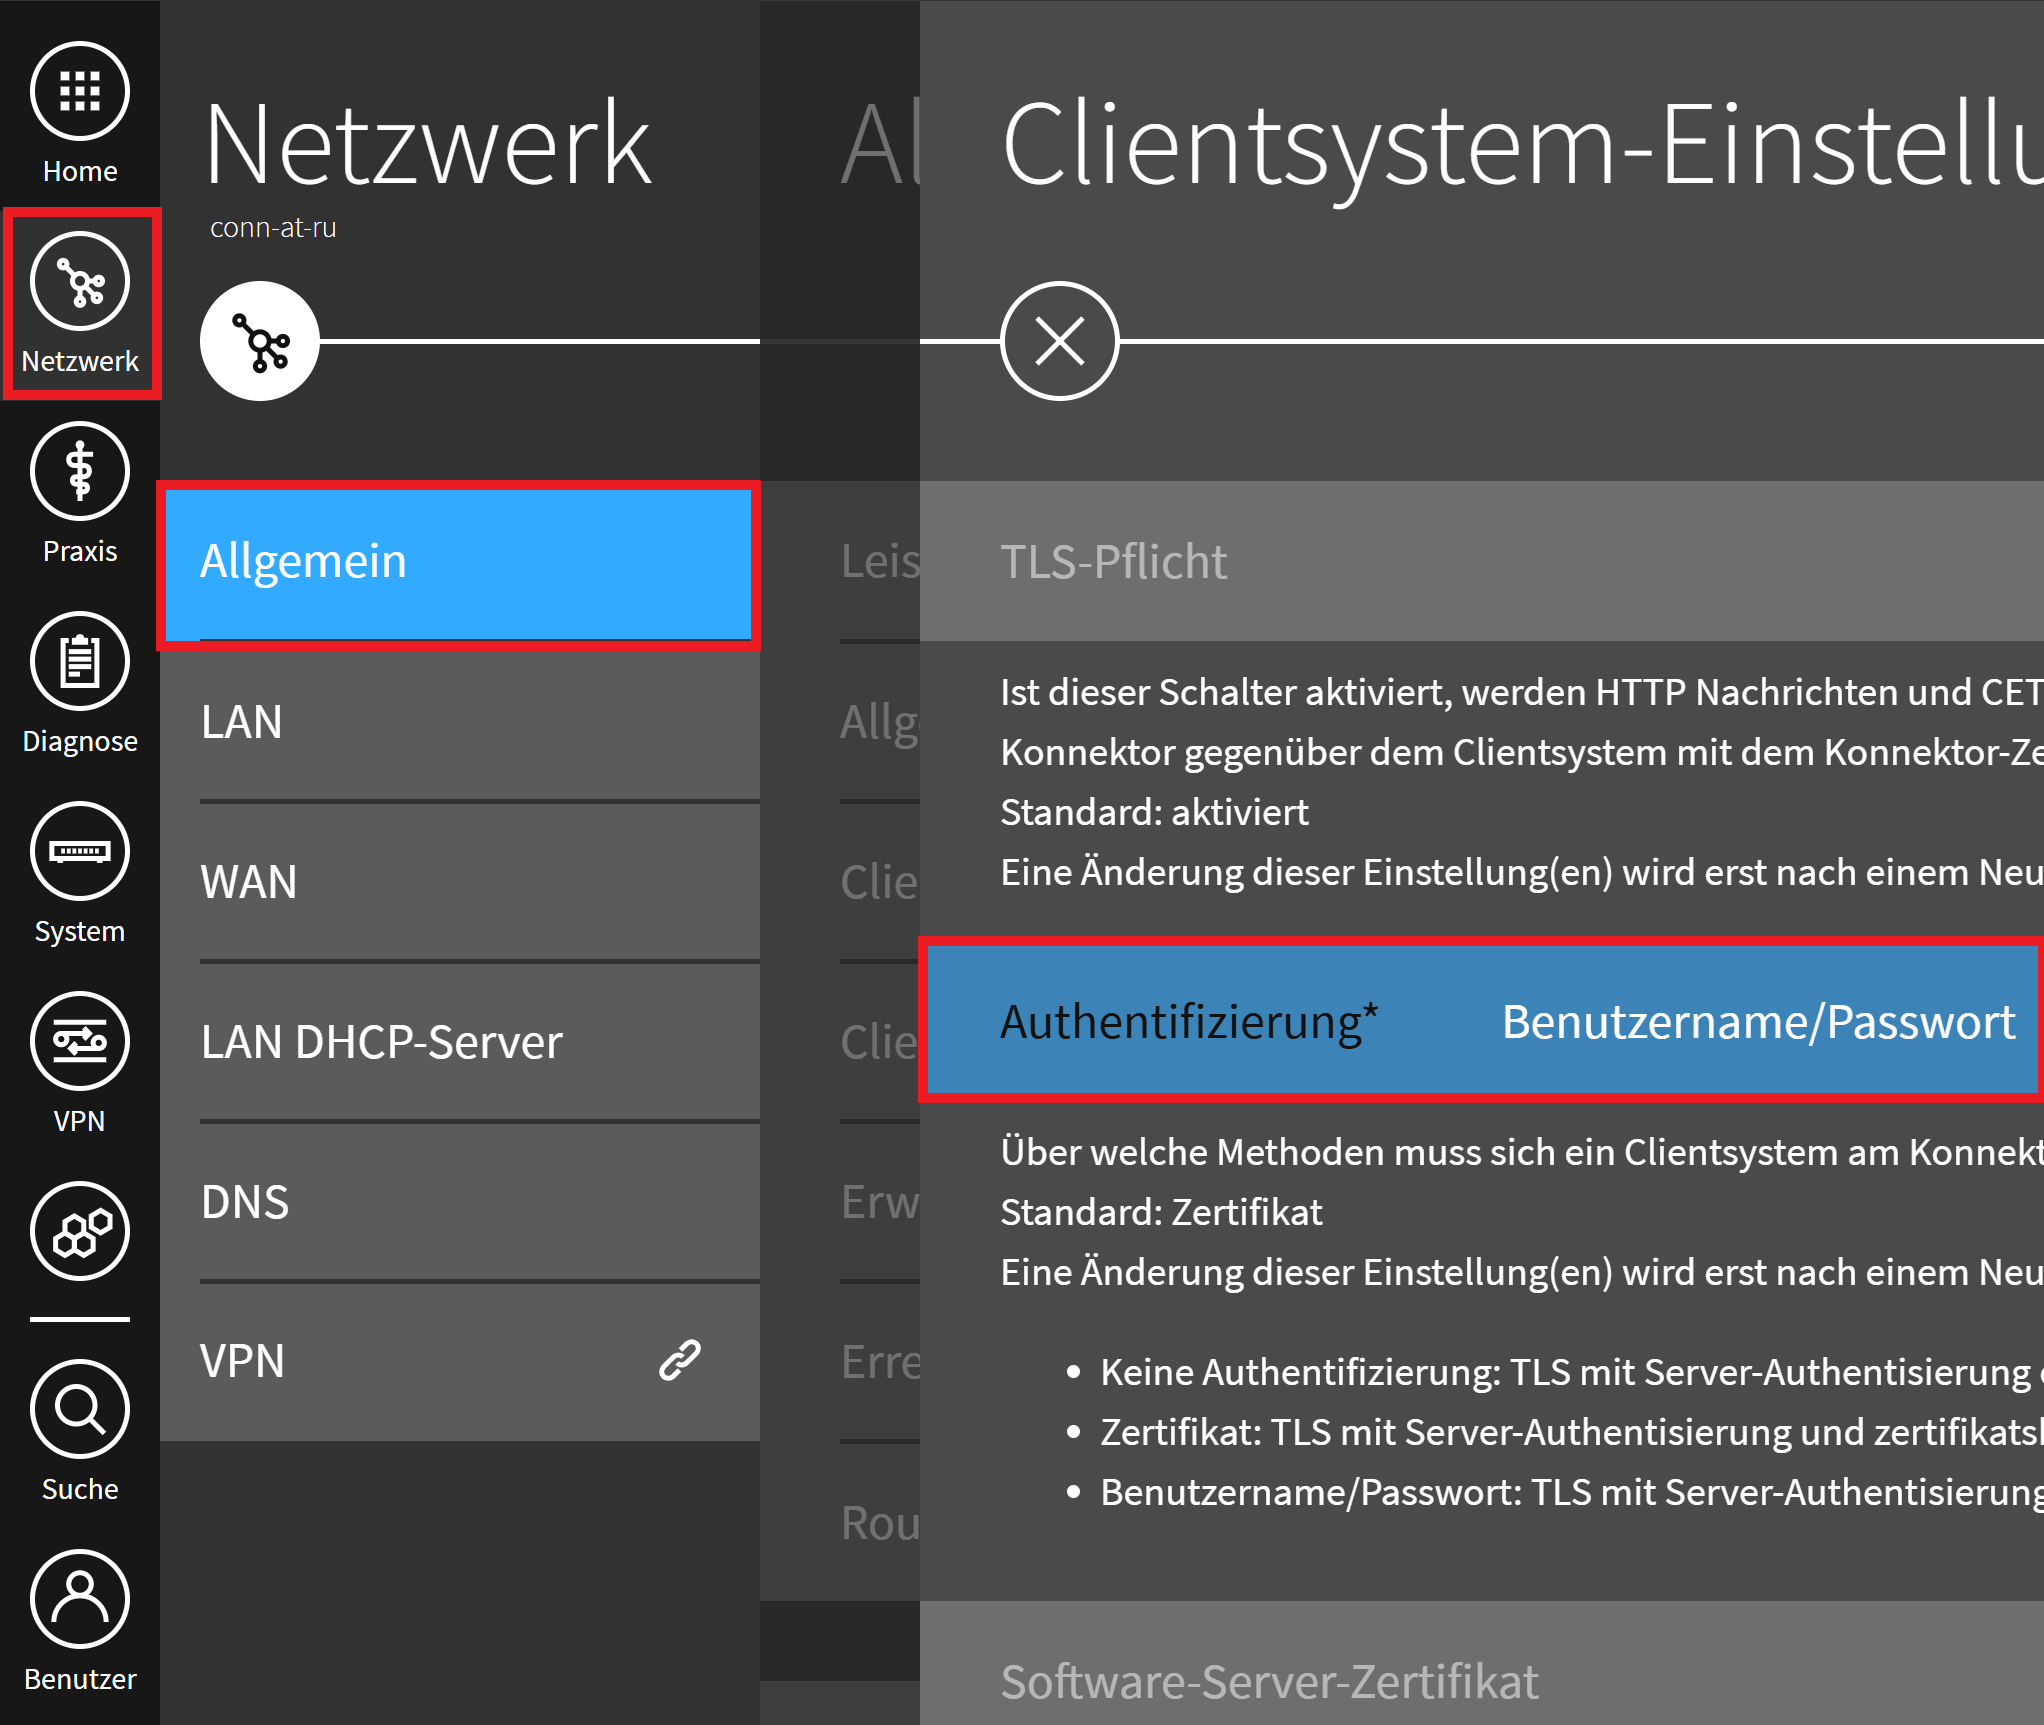 Home
Netzwerk
Praxis
Diagnose
System
VPN
Suche
Benutzer
Netzwerk
conn-at-ru
Allgemein
LAN
WAN
LAN DHCP-Server
DNS
VPN
Al
Leis
Allg
Clie
Clie
Erw
Erre
Rou
Clientsystem-Einstellu
TLS-Pflicht
Ist dieser Schalter aktiviert, werden HTTP Nachrichten und CET
Konnektor gegenüber dem Clientsystem mit dem Konnektor-Ze
Standard: aktiviert
Eine Änderung dieser Einstellung(en) wird erst nach einem Neu
Authentifizierung* Benutzername/Passwort
Über welche Methoden muss sich ein Clientsystem am Konnekt
Standard: Zertifikat
Eine Änderung dieser Einstellung(en) wird erst nach einem Neu
• Keine Authentifizierung: TLS mit Server-Authentisierung
• Zertifikat: TLS mit Server-Authentisierung und zertifikats
• Benutzername/Passwort: TLS mit Server-Authentisierung
Software-Server-Zertifikat